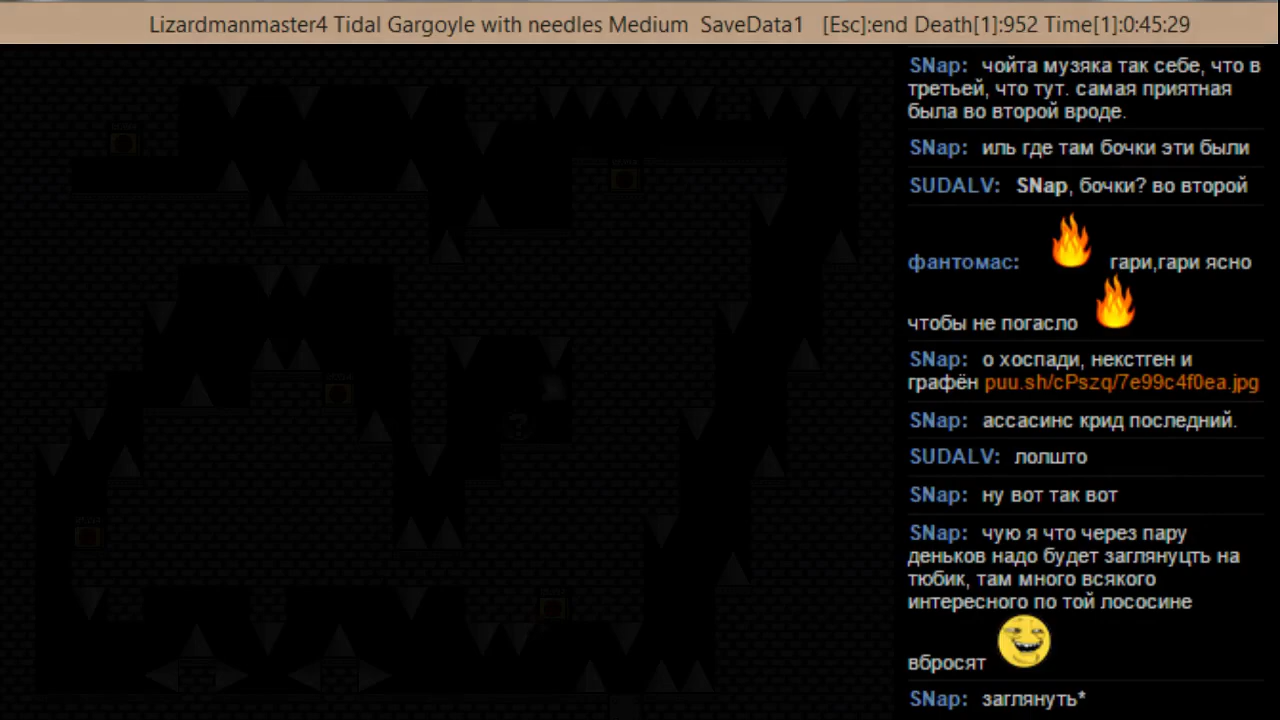 Lizardmanmaster4 Tidal Gargoyle with needles Medium  SaveData1   [Esc]:end Death[1]:952 Time[1]:0:45:29
SNap: чойта музяка так себе, что в
третьей, что тут. самая приятная
была во второй вроде.
SNap: иль где там бочки эти были
SUDALV: SNap, бочки? во второй
фантомас: гари,гари ясно
чтобы не погасло
SNap: о хоспади, некстген и
графён puu.sh/cPszq/7e99c4f0ea.jpg
SNap: ассасинс крид последний.
SUDALV: лолшто
SNap: ну вот так вот
SNap: чую я что через пару
деньков надо будет заглянуцть на
тюбик, там много всякого
интересного по той лососине
вбросят
SNap: заглянуть*